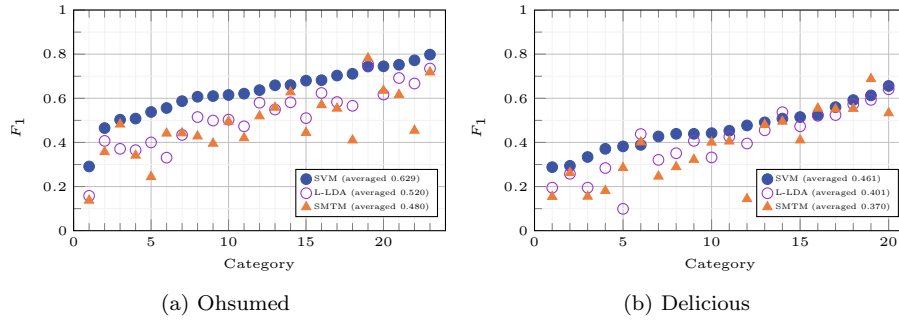 1
0.8
0.6
0.4
0.2
0
F1
0
5
10
15
20
Category
SVM (averaged 0.629)
L-LDA (averaged 0.520)
SMTM (averaged 0.480)
(a) Ohsumed
1
0.8
0.6
0.4
0.2
0
F1
0
5
10
15
20
Category
SVM (averaged 0.461)
L-LDA (averaged 0.401)
SMTM (averaged 0.370)
(b) Delicious